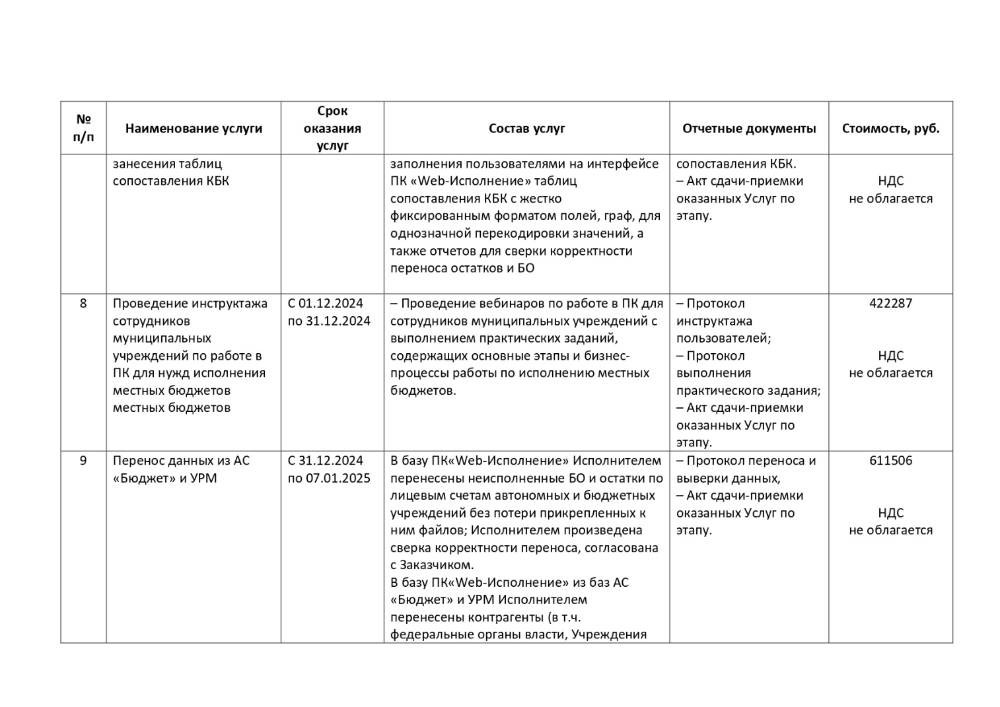 №
п/п
Наименование услуги
Срок
оказания
услуг
Состав услуг
Отчетные документы
Стоимость, руб.
занесения таблиц
сопоставления КБК
заполнения пользователями на интерфейсе
ПК «Web-Исполнение» таблиц
сопоставления КБК с жестко
фиксированным форматом полей, граф, для
однозначной перекодировки значений, а
также отчетов для сверки корректности
переноса остатков и БО
сопоставления КБК.
– Акт сдачи-приемки
оказанных Услуг по
этапу.
НДС
не облагается
8
Проведение инструктажа
сотрудников
муниципальных
учреждений по работе в
ПК для нужд исполнения
местных бюджетов
местных бюджетов
С 01.12.2024
по 31.12.2024
– Проведение вебинаров по работе в ПК для
сотрудников муниципальных учреждений с
выполнением практических заданий,
содержащих основные этапы и бизнес-
процессы работы по исполнению местных
бюджетов.
– Протокол
инструктажа
пользователей;
– Протокол
выполнения
практического задания;
– Акт сдачи-приемки
оказанных Услуг по
этапу.
422287
НДС
не облагается
9
Перенос данных из АС
«Бюджет» и УРМ
С 31.12.2024
по 07.01.2025
В базу ПК«Web-Исполнение» Исполнителем
перенесены неисполненные БО и остатки по
лицевым счетам автономных и бюджетных
учреждений без потери прикрепленных к
ним файлов; Исполнителем произведена
сверка корректности переноса, согласована
с Заказчиком.
В базу ПК«Web-Исполнение» из баз АС
«Бюджет» и УРМ Исполнителем
перенесены контрагенты (в т.ч.
федеральные органы власти, Учреждения
– Протокол переноса и
выверки данных,
– Акт сдачи-приемки
оказанных Услуг по
этапу.
611506
НДС
не облагается